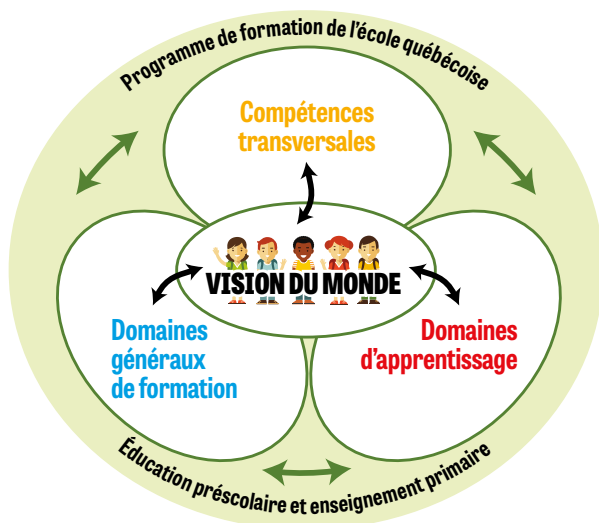 Programme de formation de l'école québécoise
Compétences
transversales
VISION DU MONDE
Domaines
généraux
de formation
Domaines
d'apprentissage
Éducation préscolaire et enseignement primaire